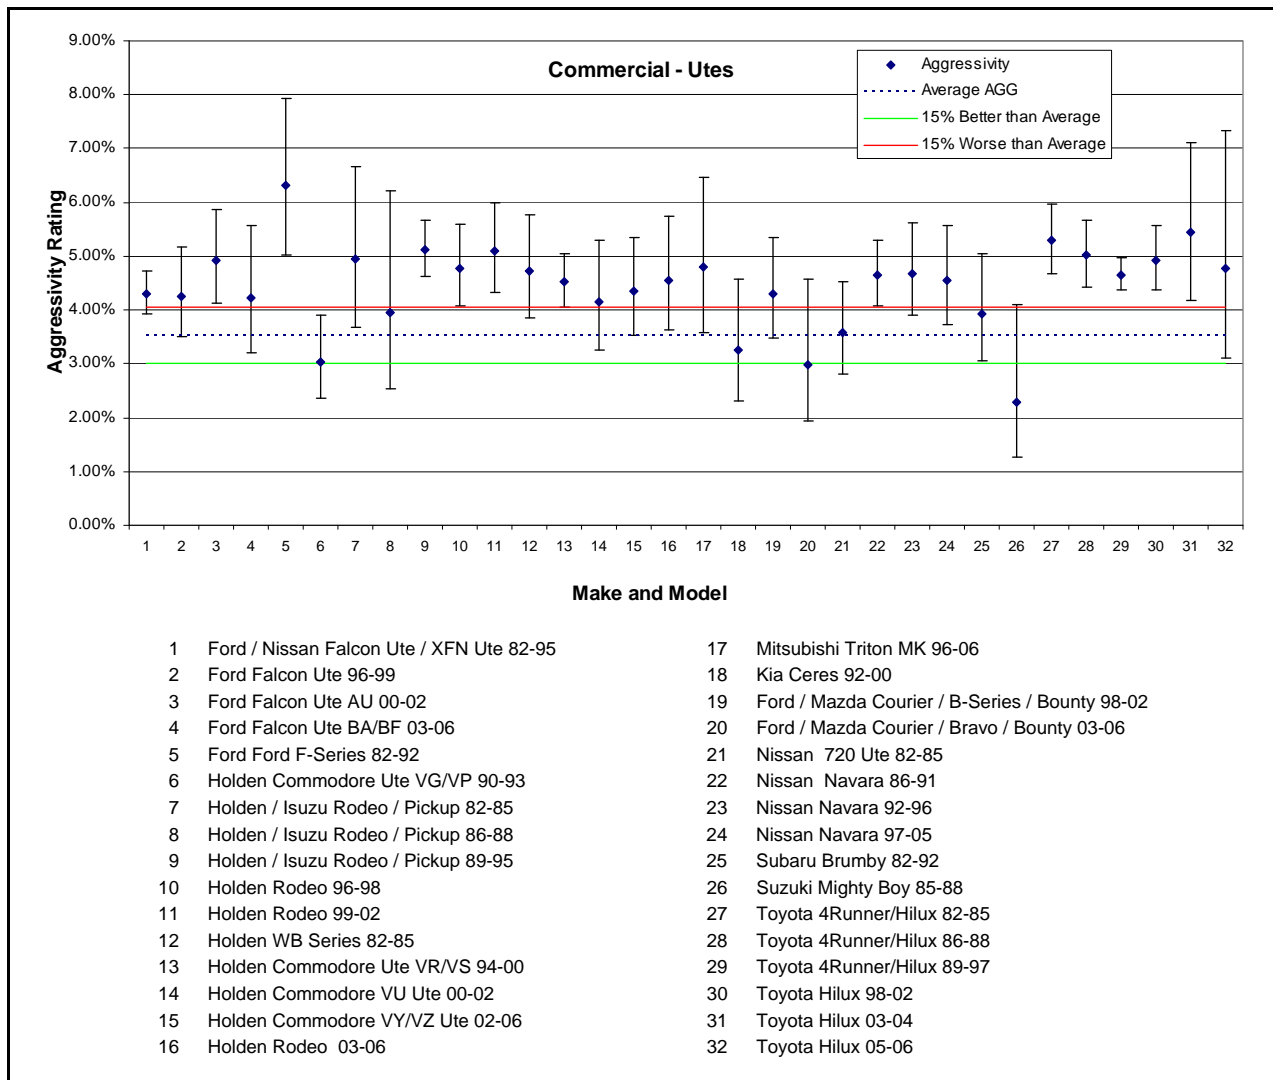 Commercial - Utes
Aggressivity
Average AGG
15% Better than Average
15% Worse than Average
Aggressivity Rating
9.00%
8.00%
7.00%
6.00%
5.00%
4.00%
3.00%
2.00%
1.00%
0.00%
1 2 3 4 5 6 7 8 9 10 11 12 13 14 15 16 17 18 19 20 21 22 23 24 25 26 27 28 29 30 31 32
Make and Model
1 Ford / Nissan Falcon Ute / XFN Ute 82-95
2 Ford Falcon Ute 96-99
3 Ford Falcon Ute AU 00-02
4 Ford Falcon Ute BA/BF 03-06
5 Ford Ford F-Series 82-92
6 Holden Commodore Ute VG/VP 90-93
7 Holden / Isuzu Rodeo / Pickup 82-85
8 Holden / Isuzu Rodeo / Pickup 86-88
9 Holden / Isuzu Rodeo / Pickup 89-95
10 Holden Rodeo 96-98
11 Holden Rodeo 99-02
12 Holden WB Series 82-85
13 Holden Commodore Ute VR/VS 94-00
14 Holden Commodore VU Ute 00-02
15 Holden Commodore VY/VZ Ute 02-06
16 Holden Rodeo  03-06
17 Mitsubishi Triton MK 96-06
18 Kia Ceres 92-00
19 Ford / Mazda Courier / B-Series / Bounty 98-02
20 Ford / Mazda Courier / Bravo / Bounty 03-06
21 Nissan  720 Ute 82-85
22 Nissan  Navara 86-91
23 Nissan Navara 92-96
24 Nissan Navara 97-05
25 Subaru Brumby 82-92
26 Suzuki Mighty Boy 85-88
27 Toyota 4Runner/Hilux 82-85
28 Toyota 4Runner/Hilux 86-88
29 Toyota 4Runner/Hilux 89-97
30 Toyota Hilux 98-02
31 Toyota Hilux 03-04
32 Toyota Hilux 05-06